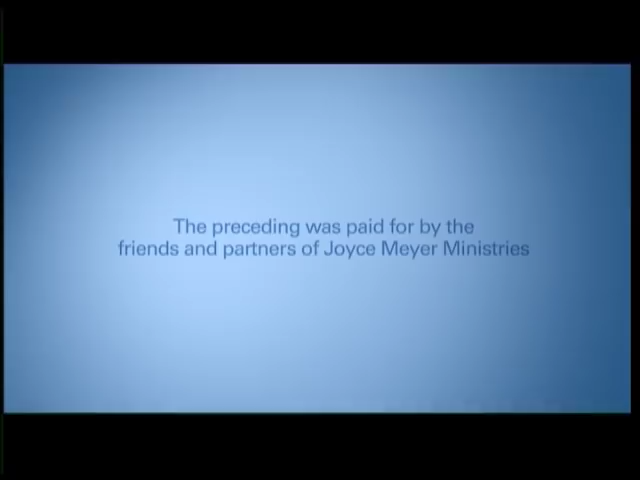 The preceding was paid for by the
friends and partners of Joyce Meyer Ministries